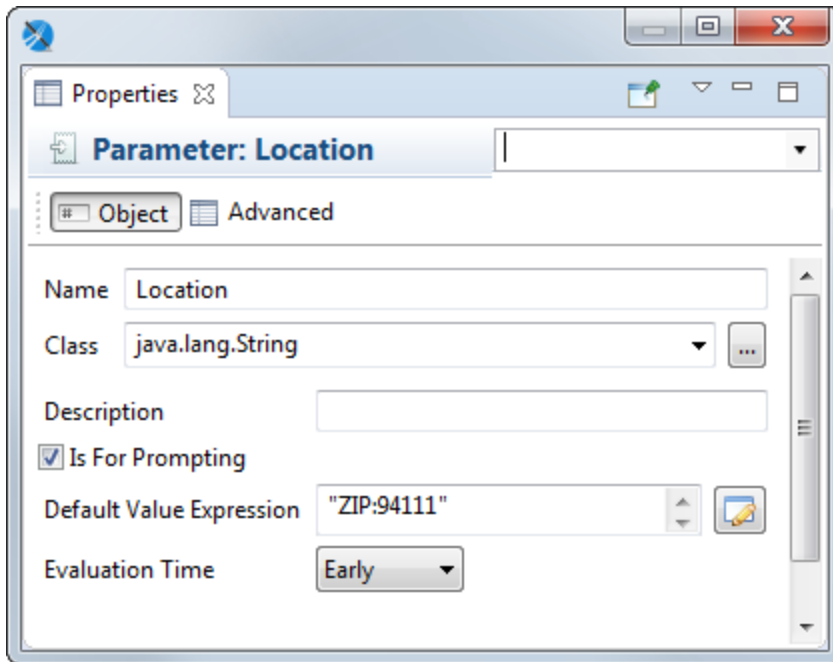 Properties
Parameter: Location
Object Advanced
Name Location
Class java.lang.String ...
Description
Is For Prompting
Default Value Expression "ZIP:94111"
Evaluation Time Early